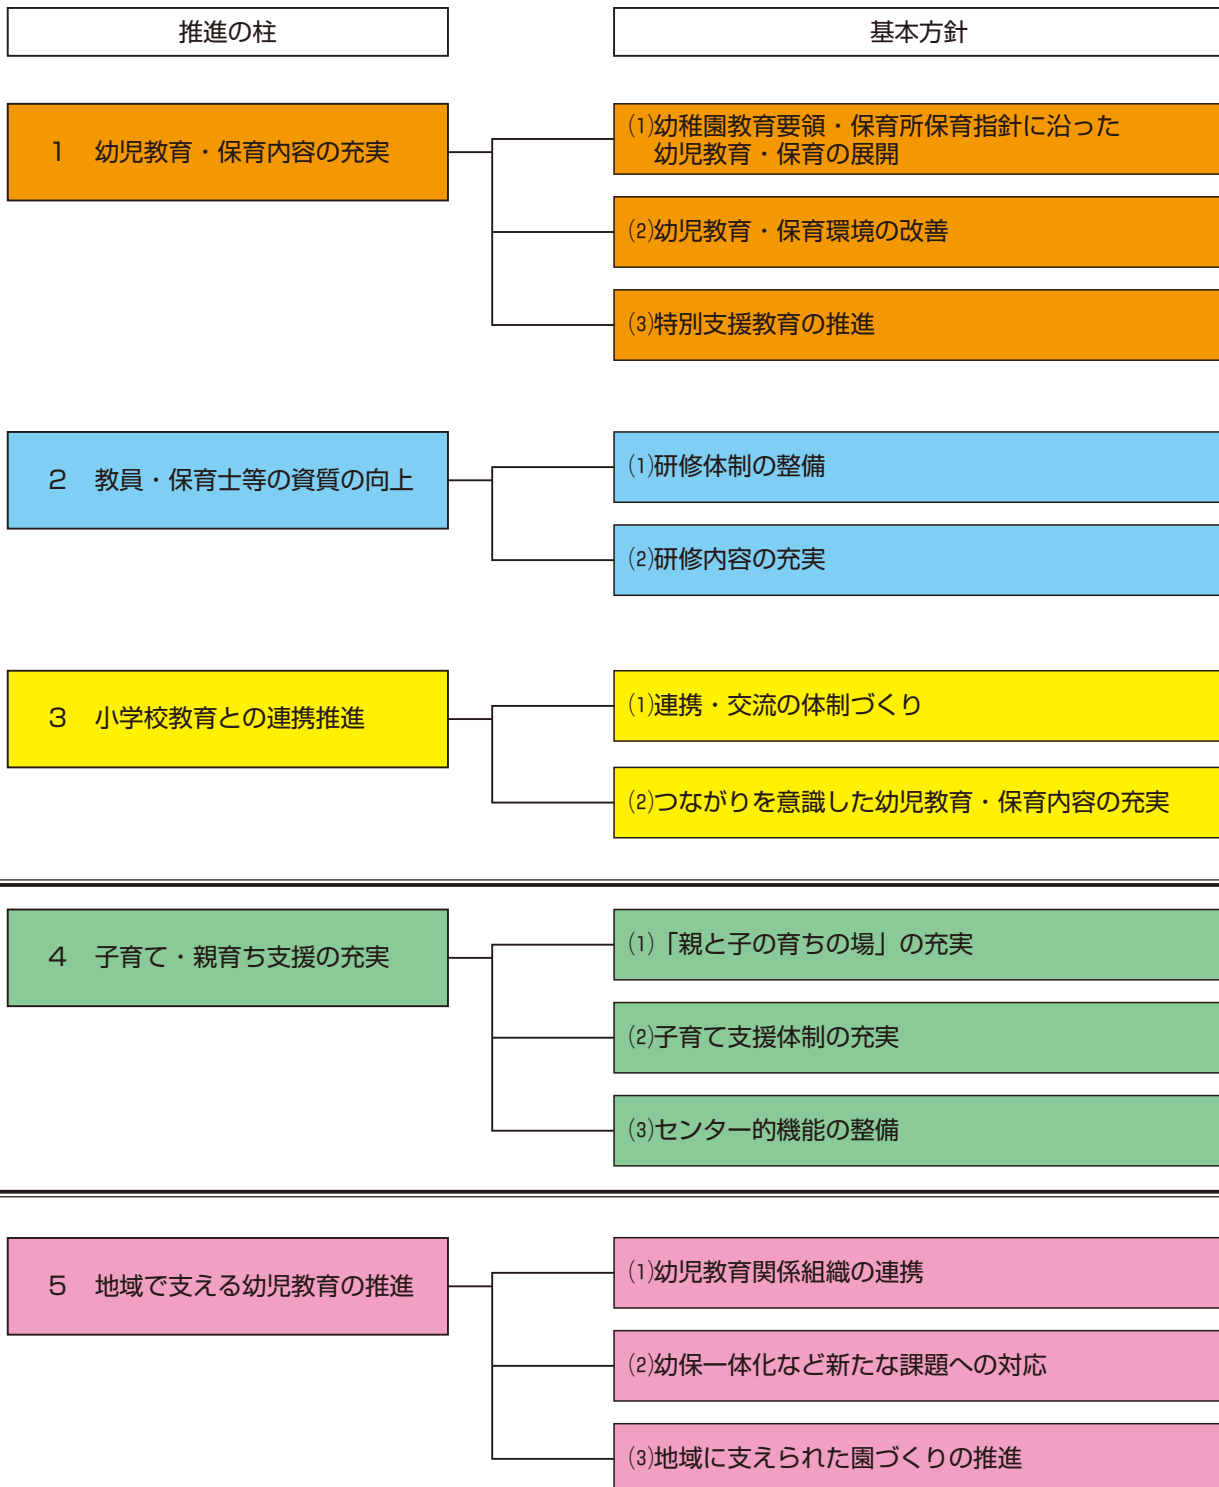 推進の柱
基本方針
1 幼児教育・保育内容の充実
⑴幼稚園教育要領・保育所保育指針に沿った
幼児教育・保育の展開
⑵幼児教育・保育環境の改善
⑶特別支援教育の推進
2 教員・保育士等の資質の向上
⑴研修体制の整備
⑵研修内容の充実
3 小学校教育との連携推進
⑴連携・交流の体制づくり
⑵つながりを意識した幼児教育・保育内容の充実
4 子育て・親育ち支援の充実
⑴「親と子の育ちの場」の充実
⑵子育て支援体制の充実
⑶センター的機能の整備
5 地域で支える幼児教育の推進
⑴幼児教育関係組織の連携
⑵幼保一体化など新たな課題への対応
⑶地域に支えられた園づくりの推進